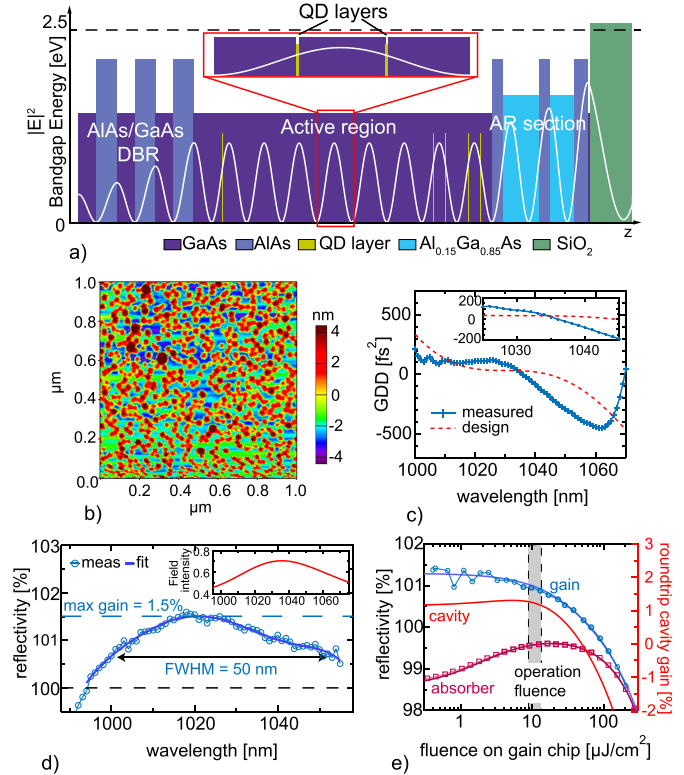 QD layers
2.5
|E|²
Bandgap Energy [eV]
AlAs/GaAs
DBR
Active region
AR section
0
z
a)
GaAs
AlAs
QD layer
Al₀.₁₅Ga₀.₈₅As
SiO₂
1.0
0.8
0.6
0.4
0.2
0.0
μm
0.2
0.4
0.6
0.8
1.0
μm
nm
4
2
0
-2
-4
b)
500
0
-500
GDD [fs²]
200
0
-200
1030
1040
measured
design
1000
1020
1040
1060
wavelength [nm]
c)
103
102
101
100
reflectivity [%]
meas
fit
max gain = 1.5%
FWHM = 50 nm
0.8
0.6
0.4
Field
intensity
1000
1040
1000
1020
1040
wavelength [nm]
d)
102
101
100
99
98
reflectivity [%]
gain
cavity
absorber
operation
fluence
3
2
1
0
-1
-2
roundtrip cavity
gain [%]
1
10
100
fluence on gain chip [μJ/cm²]
e)